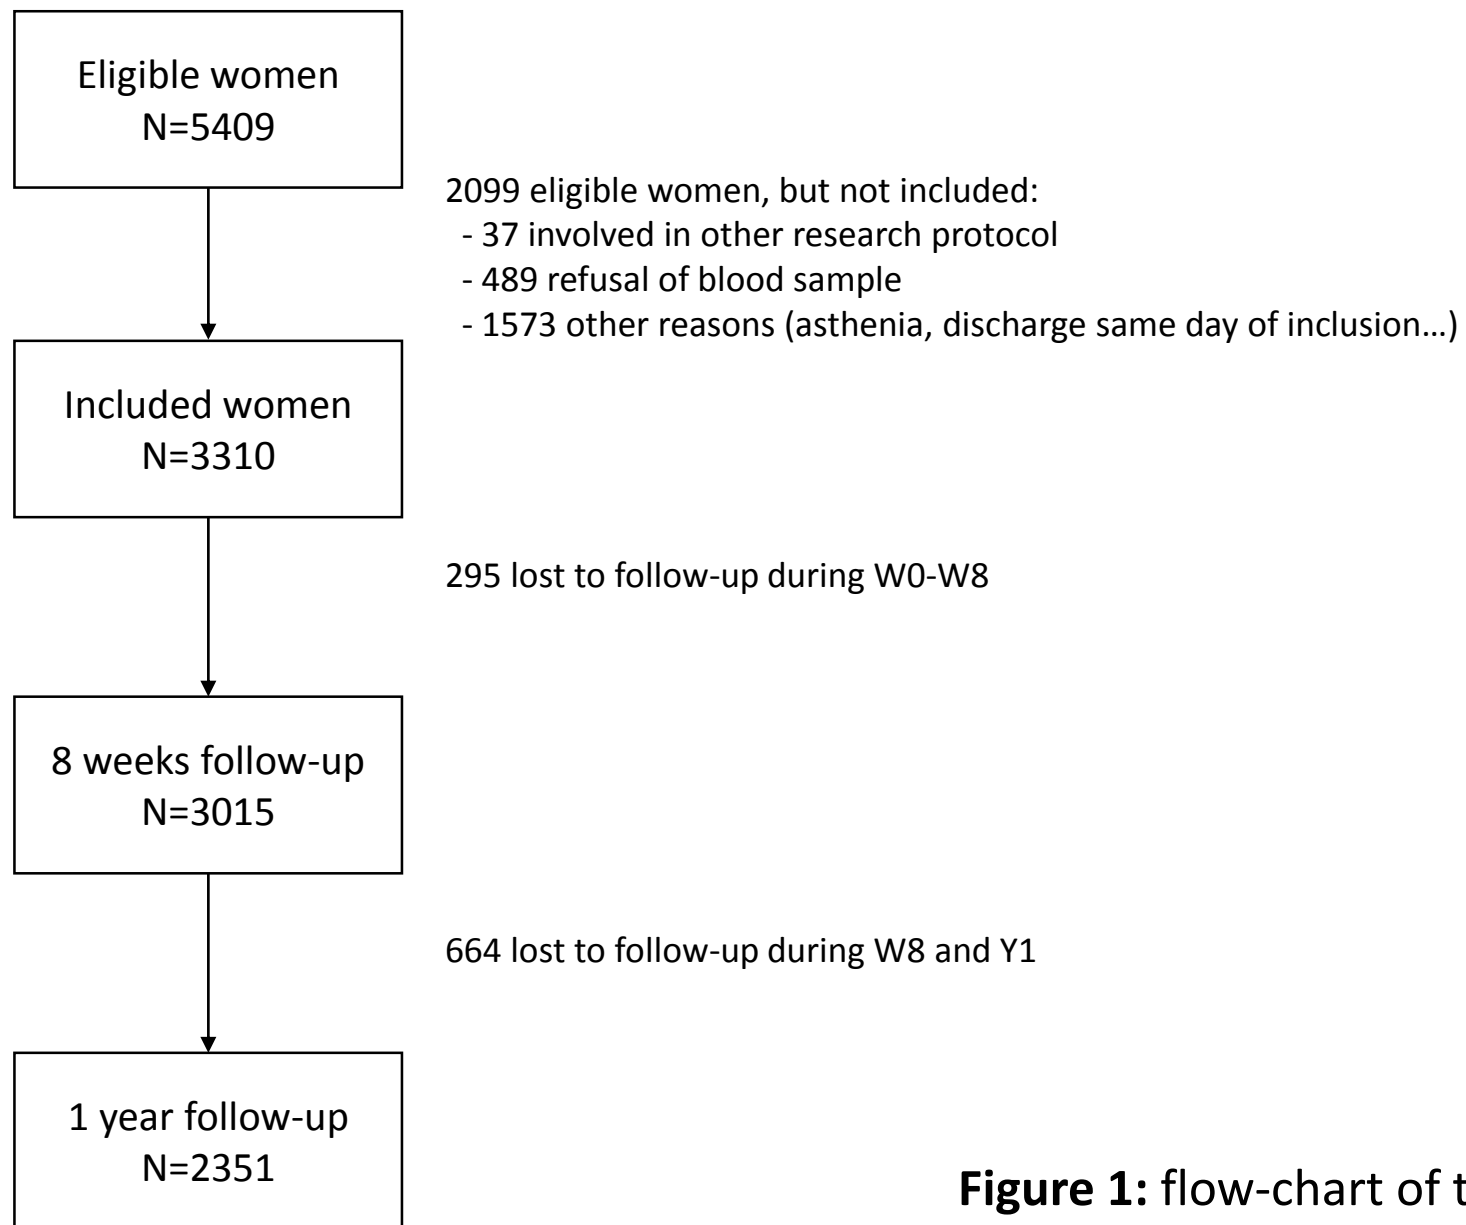 Eligible women
N=5409
2099 eligible women, but not included:
- 37 involved in other research protocol
- 489 refusal of blood sample
- 1573 other reasons (asthenia, discharge same day of inclusion…)
Included women
N=3310
295 lost to follow-up during W0-W8
8 weeks follow-up
N=3015
664 lost to follow-up during W8 and Y1
1 year follow-up
N=2351
Figure 1: flow-chart of t